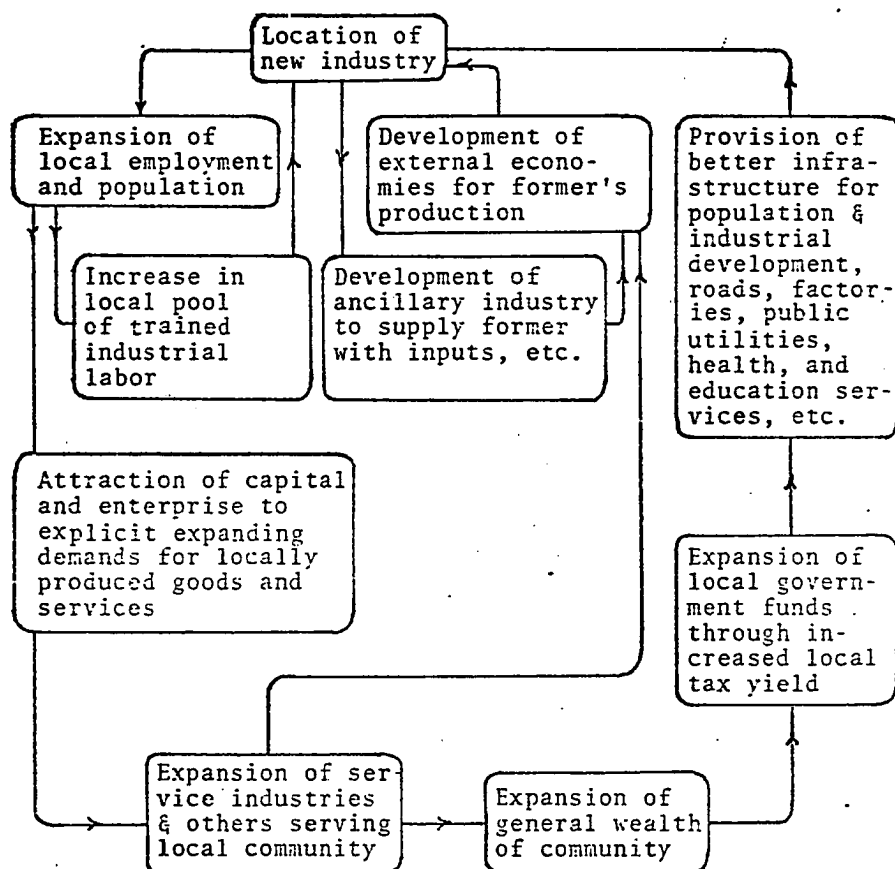 Location of
new industry
Expansion of
local employment
and population
Development of
external econo-
mies for former's
production
Provision of
better infra-
structure for
population &
industrial
development,
roads, factor-
ies, public
utilities,
health, and
education ser-
vices, etc.
Increase in
local pool
of trained
industrial
labor
Development of
ancillary industry
to supply former
with inputs, etc.
Attraction of capital
and enterprise to
explicit expanding
demands for locally
produced goods and
services
Expansion of
local govern-
ment funds
through in-
creased local
tax yield
Expansion of ser-
vice industries
& others serving
local community
Expansion of
general wealth
of community